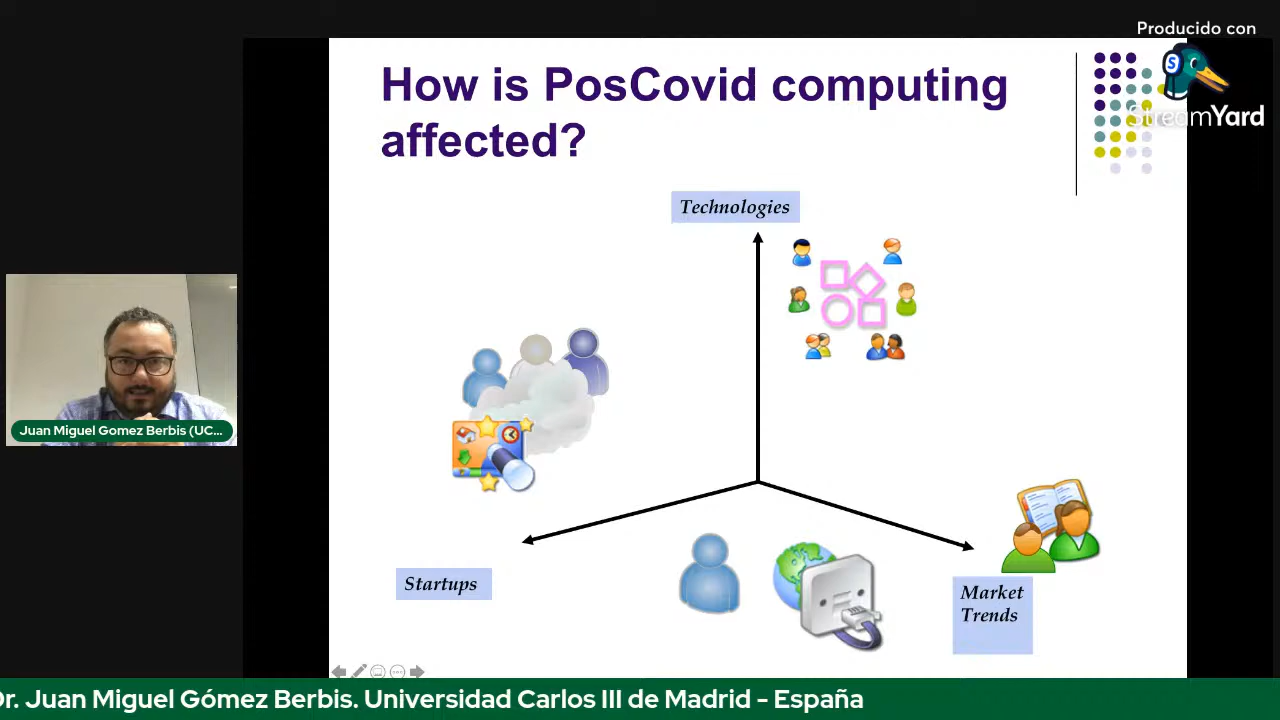 Producido con
StreamYard
How is PosCovid computing
affected?
Technologies
Startups
Market
Trends
Juan Miguel Gomez Berbis (UC...
Dr. Juan Miguel Gómez Berbis. Universidad Carlos III de Madrid - España